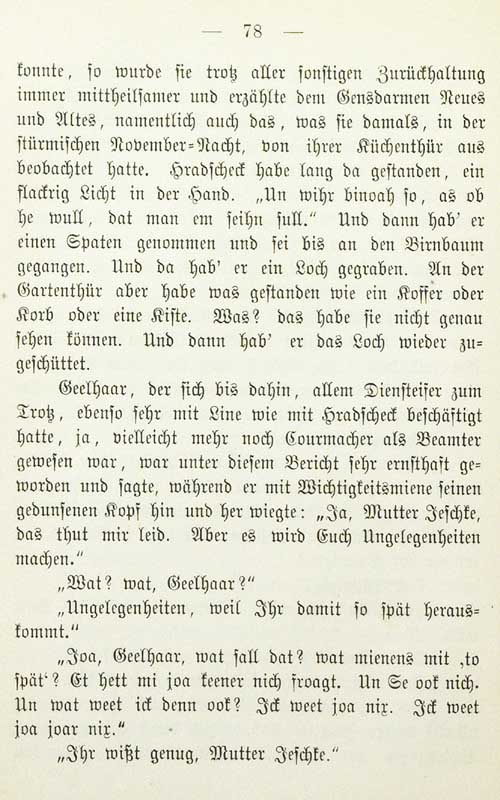 — 78 —
konnte, so wurde sie trotz aller sonstigen Zurückhaltung
immer mittheilsamer und erzählte dem Gensdarmen Neues
und Altes, namentlich auch das, was sie damals, in der
stürmischen November-Nacht, von ihrer Küchenthür aus
beobachtet hatte. Hradscheck habe lang da gestanden, ein
flackrig Licht in der Hand. „Un wihr binoah so, as ob
he wull, dat man em seihn sull.“ Und dann hab' er
einen Spaten genommen und sei bis an den Birnbaum
gegangen. Und da hab' er ein Loch gegraben. An der
Gartenthür aber habe was gestanden wie ein Koffer oder
Korb oder eine Kiste. Was? das habe sie nicht genau
sehen können. Und dann hab' er das Loch wieder zu-
geschüttet.
Geelhaar, der sich bis dahin, allem Diensteifer zum
Trotz, ebenso sehr mit Line wie mit Hradscheck beschäftigt
hatte, ja, vielleicht mehr noch Courmacher als Beamter
gewesen war, war unter diesem Bericht sehr ernsthaft ge-
worden und sagte, während er mit Wichtigkeitsmiene seinen
gedunsenen Kopf hin und her wiegte: „Ja, Mutter Jeschke,
das thut mir leid. Aber es wird Euch Ungelegenheiten
machen.“
„Wat? wat, Geelhaar?“
„Ungelegenheiten, weil Ihr damit so spät heraus-
kommt.“
„Joa, Geelhaar, wat sall dat? wat mienens mit ‚to
spät‘? Et hett mi joa keener nich froagt. Un Se ook nich.
Un wat weet ick denn ook? Ick weet joa nix. Ick weet
joa joar nix.“
„Ihr wißt genug, Mutter Jeschke.“